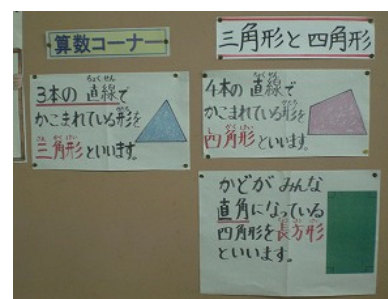 算数コーナー
三角形と四角形
3本の直線で
かこまれている形を
三角形といいます。
4本の直線で
かこまれている形を
四角形といいます。
かどがみんな
直角になっている
四角形を長方形
といいます。